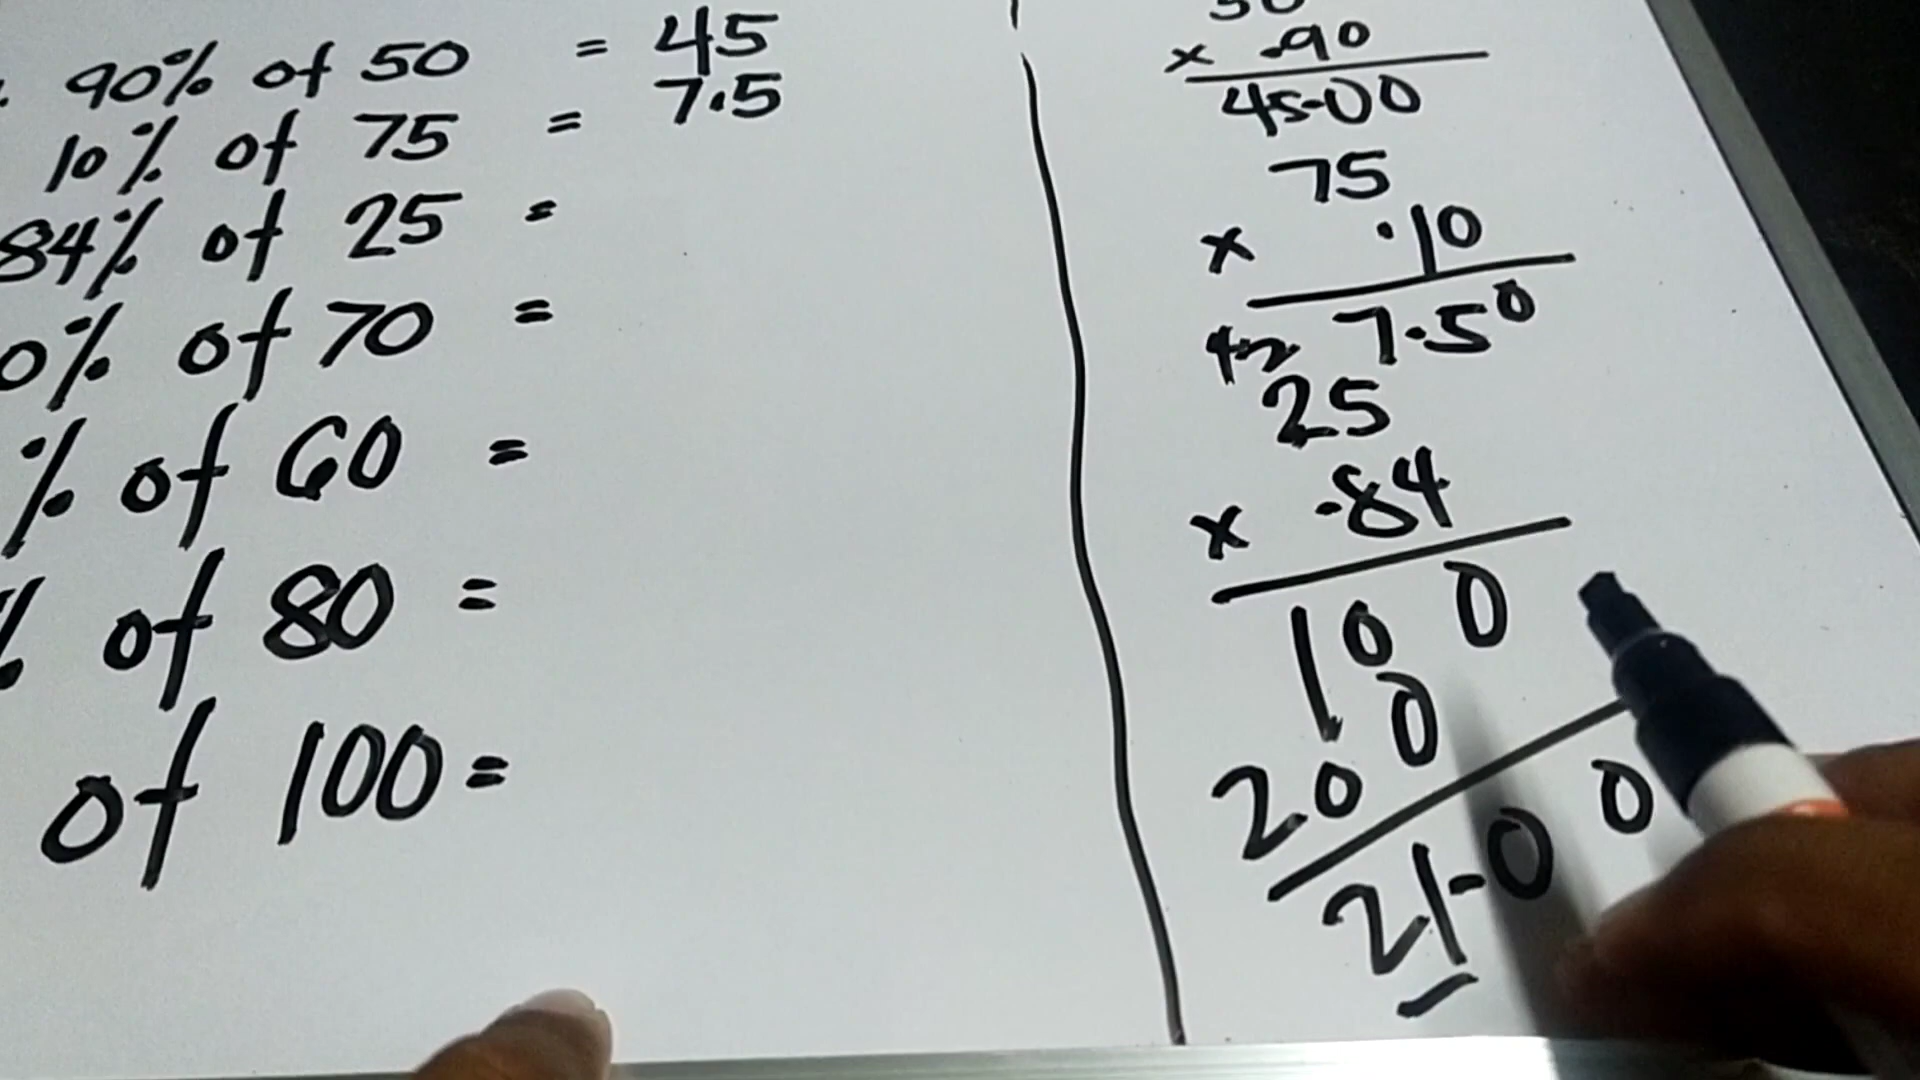 90% of 50 = 45
10% of 75 = 7.5
84% of 25 =
0% of 70 =
% of 60 =
% of 80 =
of 100 =
50
x .90
45.00
75
x .10
7.50
25
x .84
100
200
21.00